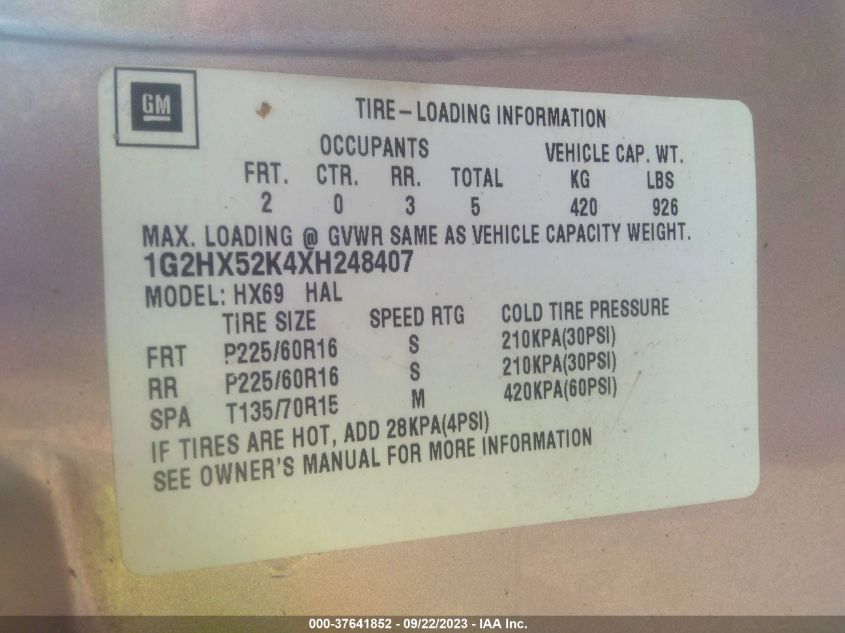 GM
TIRE-LOADING INFORMATION
OCCUPANTS VEHICLE CAP. WT.
FRT. CTR. RR. TOTAL KG LBS
2 0 3 5 420 926
MAX. LOADING @ GVWR SAME AS VEHICLE CAPACITY WEIGHT.
1G2HX52K4XH248407
MODEL: HX69 HAL
TIRE SIZE SPEED RTG COLD TIRE PRESSURE
FRT P225/60R16 S 210KPA(30PSI)
RR P225/60R16 S 210KPA(30PSI)
SPA T135/70R15 M 420KPA(60PSI)
IF TIRES ARE HOT, ADD 28KPA(4PSI)
SEE OWNER'S MANUAL FOR MORE INFORMATION
000-37641852 - 09/22/2023 - IAA Inc.